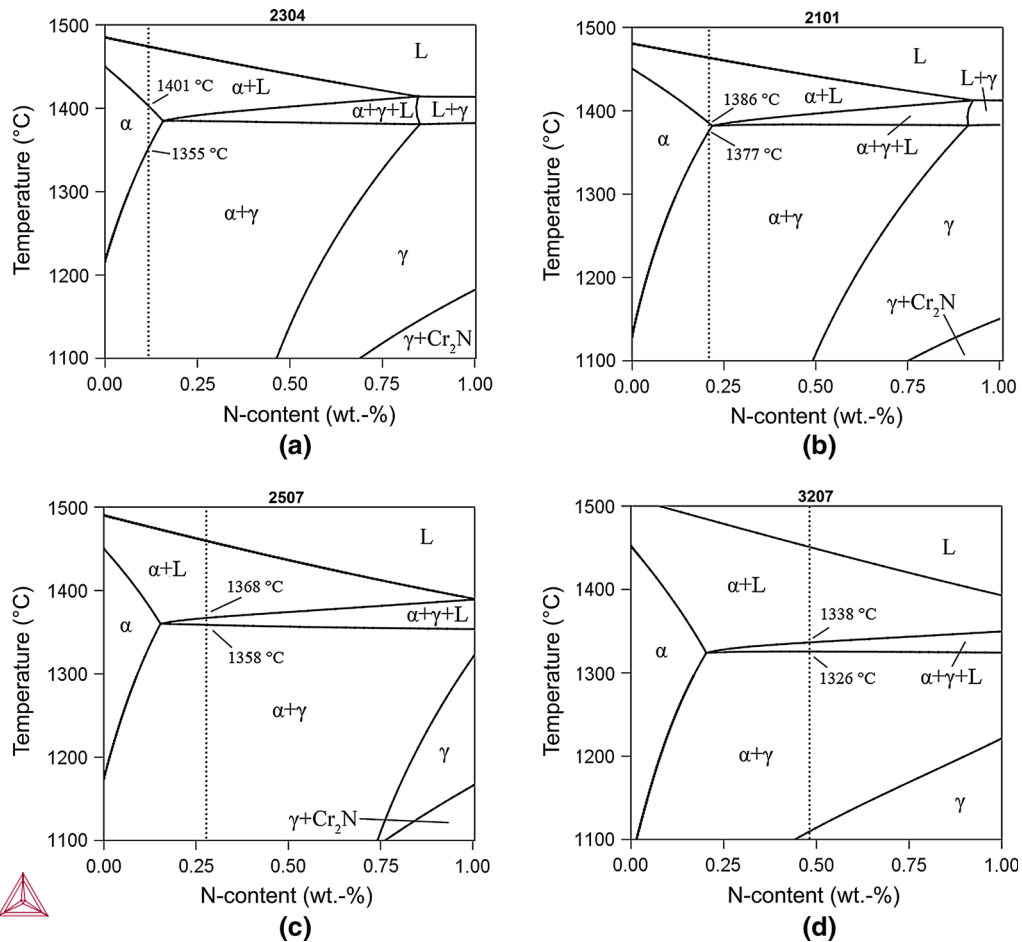 2304
1500
1400
1300
1200
1100
Temperature (°C)
L
α+L
1401 °C
α+γ+L
L+γ
α
1355 °C
α+γ
γ
γ+Cr₂N
0.00 0.25 0.50 0.75 1.00
N-content (wt.-%)
(a)
2101
1500
1400
1300
1200
1100
Temperature (°C)
L
L+γ
α+L
1386 °C
α
1377 °C
α+γ+L
α+γ
γ
γ+Cr₂N
0.00 0.25 0.50 0.75 1.00
N-content (wt.-%)
(b)
2507
1500
1400
1300
1200
1100
Temperature (°C)
L
α+L
1368 °C
α+γ+L
α
1358 °C
α+γ
γ
γ+Cr₂N
0.00 0.25 0.50 0.75 1.00
N-content (wt.-%)
(c)
3207
1500
1400
1300
1200
1100
Temperature (°C)
L
α+L
1338 °C
α
1326 °C
α+γ+L
α+γ
γ
0.00 0.25 0.50 0.75 1.00
N-content (wt.-%)
(d)